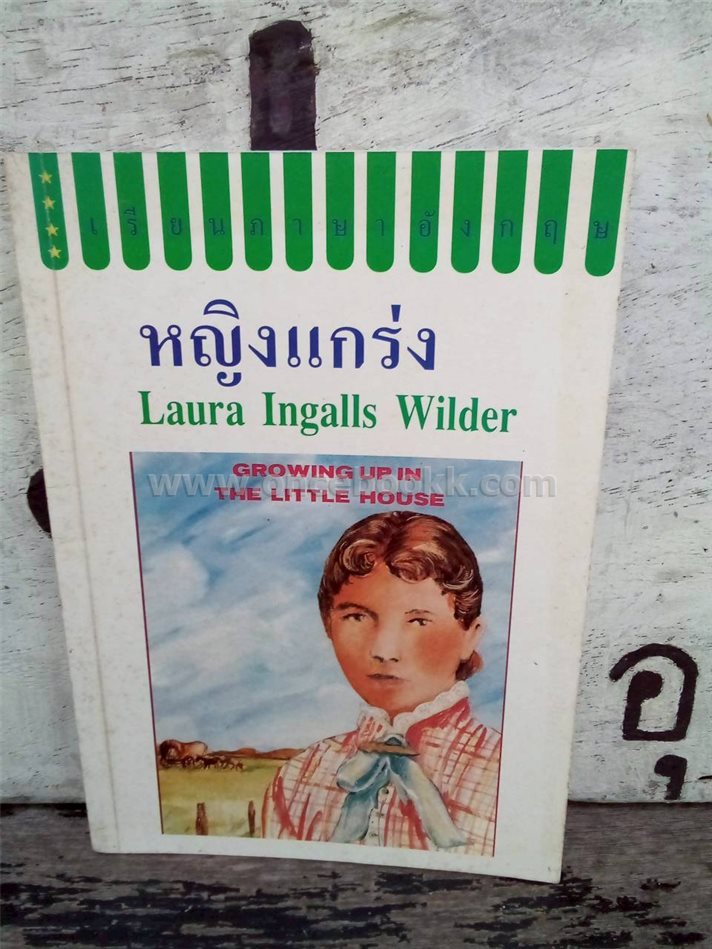 เรียนภาษาอังกฤษ
หญิงแกร่ง
Laura Ingalls Wilder
GROWING UP IN
www.oncebookk.com
THE LITTLE HOUSE
อุ